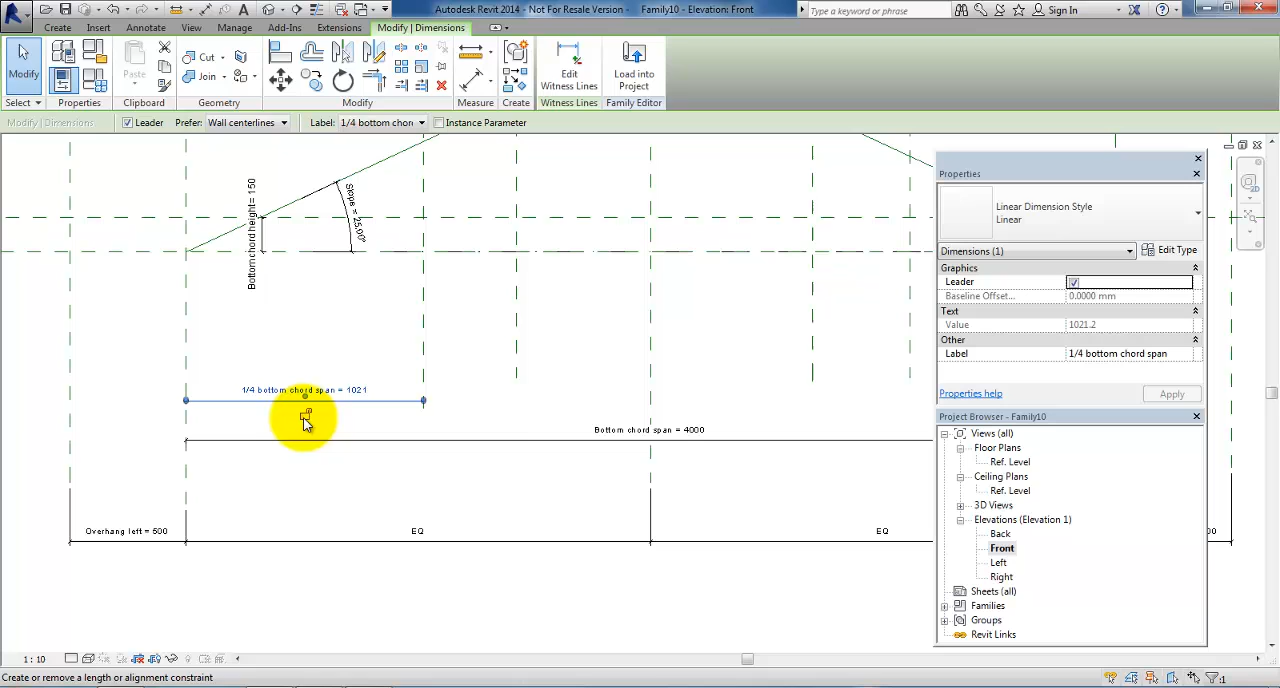 Autodesk Revit 2014 - Not For Resale Version - Family10 - Elevation: Front
Type a keyword or phrase
Sign In
Create Insert Annotate View Manage Add-Ins Extensions Modify | Dimensions
Modify
Paste
Cut
Join
Edit
Witness Lines
Load into
Project
Select Properties Clipboard Geometry Modify Measure Create Witness Lines Family Editor
Modify | Dimensions
Leader
Prefer: Wall centerlines
Label: 1/4 bottom chor
Instance Parameter
Bottom chord height= 150
Slope = 25,00°
1/4 bottom chord span = 1021
Bottom chord span = 4000
Overhang left = 500
EQ
EQ
00
2D
Properties
Linear Dimension Style
Linear
Dimensions (1)
Edit Type
Graphics
Leader
Baseline Offset... 0.0000 mm
Text
Value 1021.2
Other
Label 1/4 bottom chord span
Properties help
Apply
Project Browser - Family10
Views (all)
Floor Plans
Ref. Level
Ceiling Plans
Ref. Level
3D Views
Elevations (Elevation 1)
Back
Front
Left
Right
Sheets (all)
Families
Groups
Revit Links
1 : 10
Create or remove a length or alignment constraint
:1